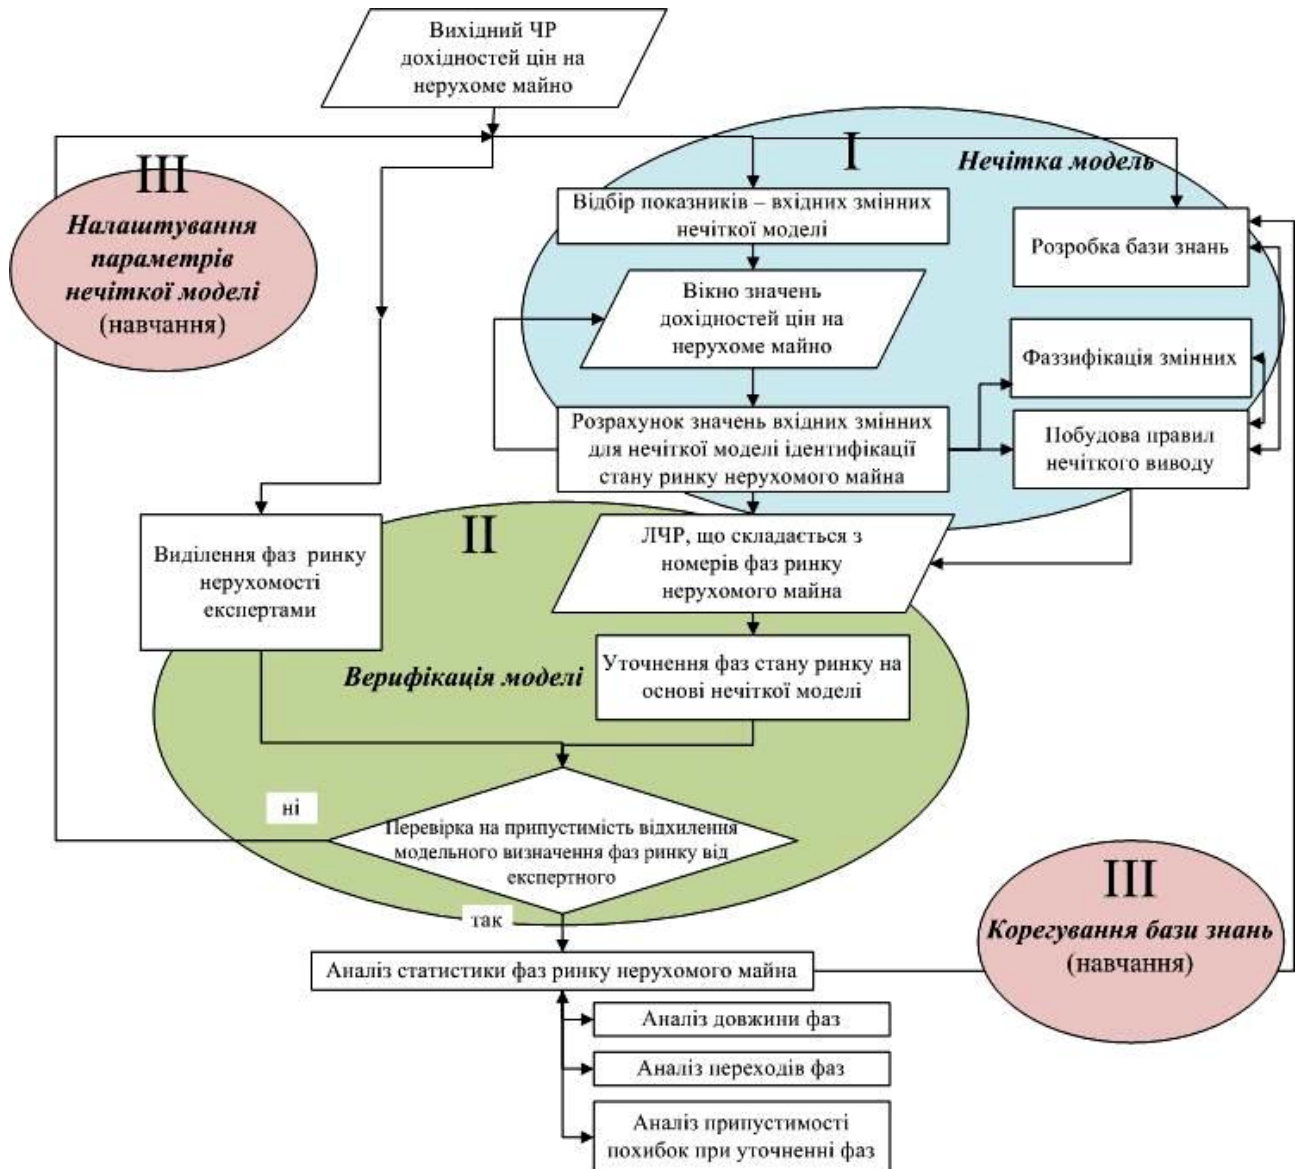 Вихідний ЧР
дохідностей цін на
нерухоме майно
III
Налаштування
параметрів
нечіткої моделі
(навчання)
I
Нечітка модель
Відбір показників – вхідних змінних
нечіткої моделі
Розробка бази знань
Вікно значень
дохідностей цін на
нерухоме майно
Фаззифікація змінних
Розрахунок значень вхідних змінних
для нечіткої моделі ідентифікації
стану ринку нерухомого майна
Побудова правил
нечіткого виводу
II
Виділення фаз ринку
нерухомості
експертами
ЛЧР, що складається з
номерів фаз ринку
нерухомого майна
Верифікація моделі
Уточнення фаз стану ринку на
основі нечіткої моделі
ні
Перевірка на припустимість відхилення
модельного визначення фаз ринку від
експертного
так
III
Корегування бази знань
(навчання)
Аналіз статистики фаз ринку нерухомого майна
Аналіз довжини фаз
Аналіз переходів фаз
Аналіз припустимості
похибок при уточненні фаз